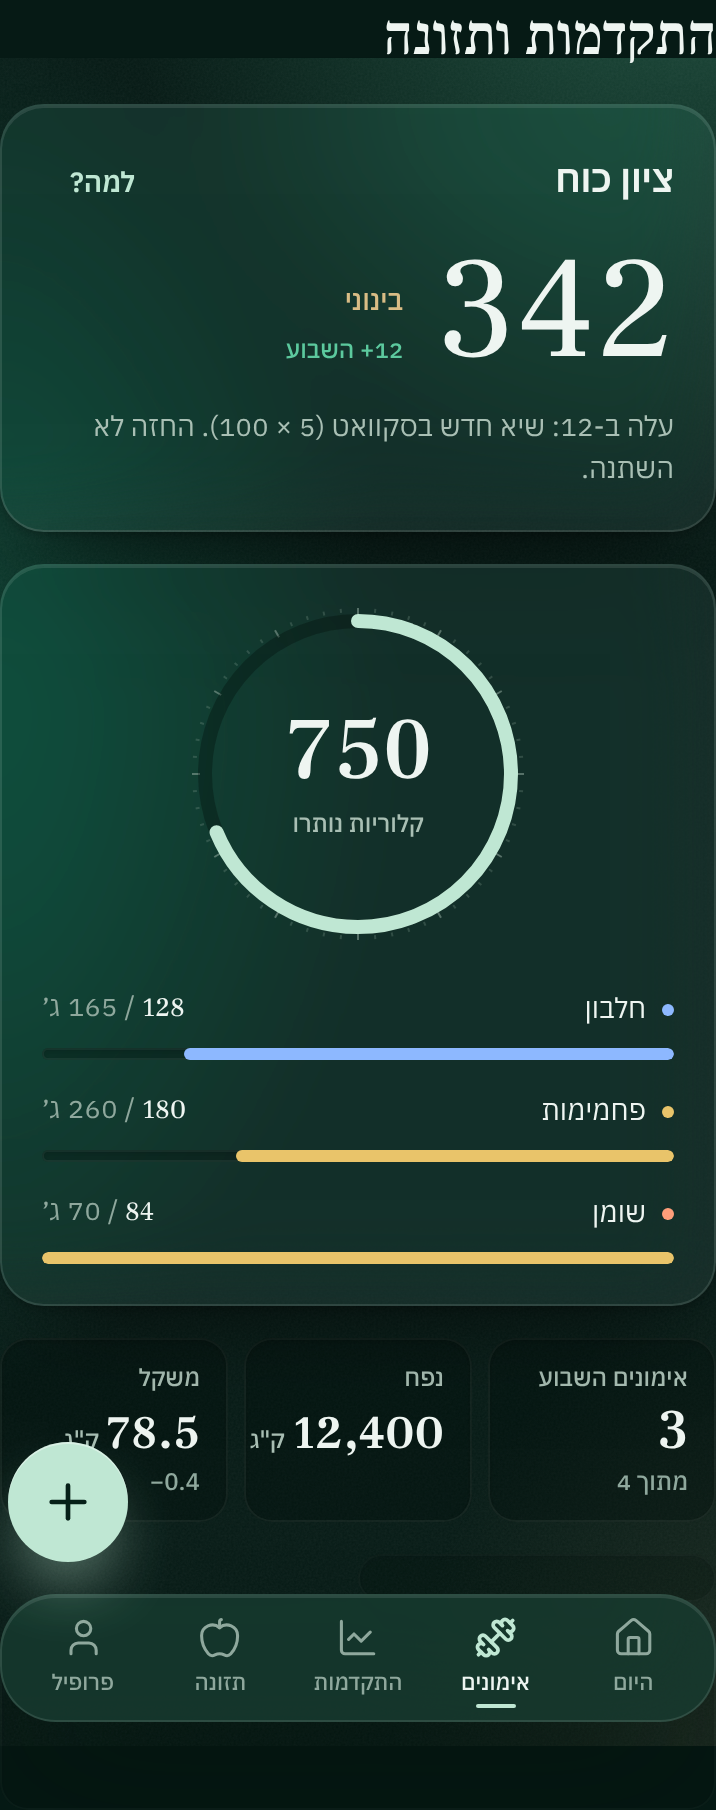 התקדמות ותזונה
ציון כוח
למה?
342
בינוני
+12 השבוע
עלה ב-12: שיא חדש בסקוואט (5 × 100). החזה לא
השתנה.
750
קלוריות נותרו
חלבון
128 / 165 ג׳
פחמימות
180 / 260 ג׳
שומן
84 / 70 ג׳
אימונים השבוע
3
מתוך 4
נפח
12,400 ק"ג
משקל
78.5 ק"ג
−0.4
היום
אימונים
התקדמות
תזונה
פרופיל